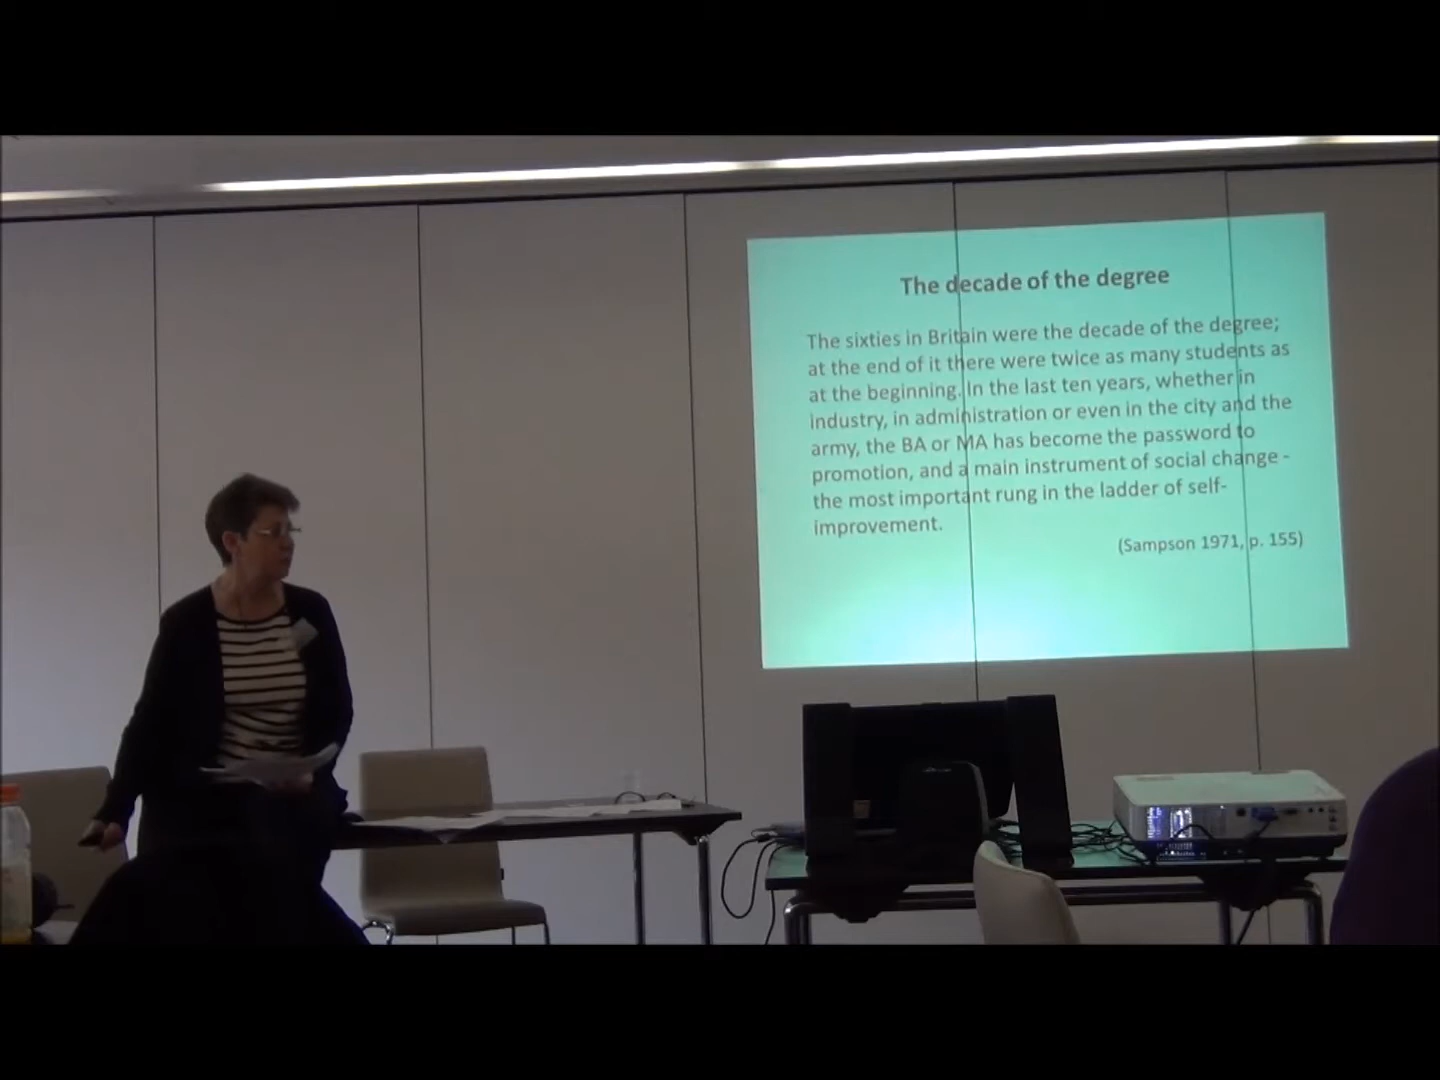 The decade of the degree
The sixties in Britain were the decade of the degree;
at the end of it there were twice as many students as
at the beginning. In the last ten years, whether in
industry, in administration or even in the city and the
army, the BA or MA has become the password to
promotion, and a main instrument of social change -
the most important rung in the ladder of self-
improvement.
(Sampson 1971, p. 155)